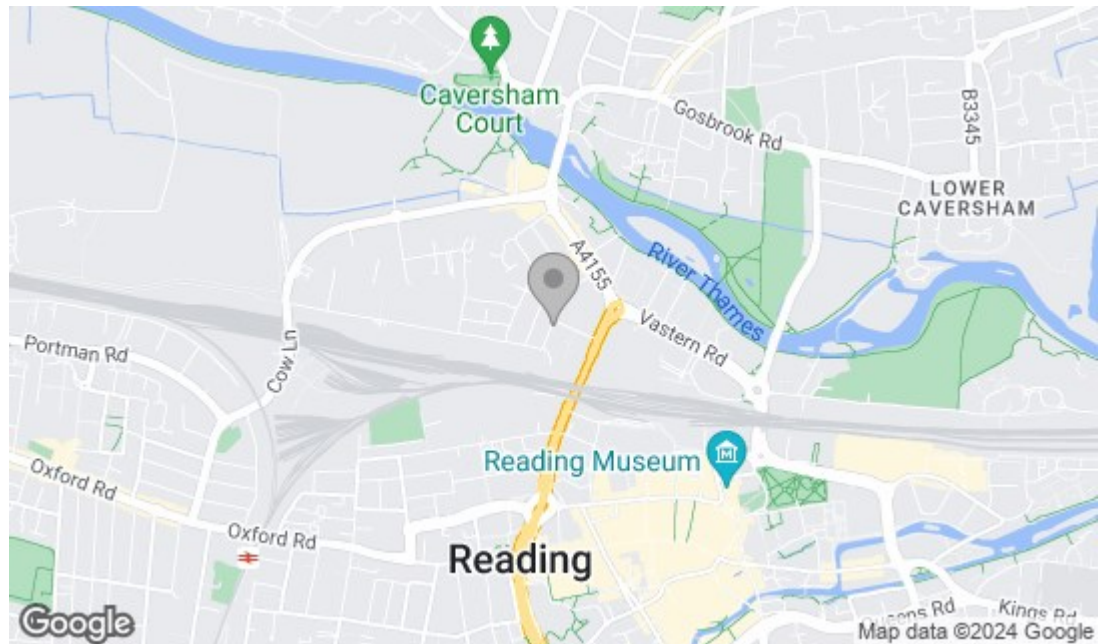 Caversham
Court
Gosbrook Rd
B3345
LOWER
CAVERSHAM
A4155
River Thames
Vastern Rd
Portman Rd
Cow Ln
Reading Museum
M
Oxford Rd
Oxford Rd
Reading
Queens Rd
Kings Rd
Google
Map data ©2024 Google